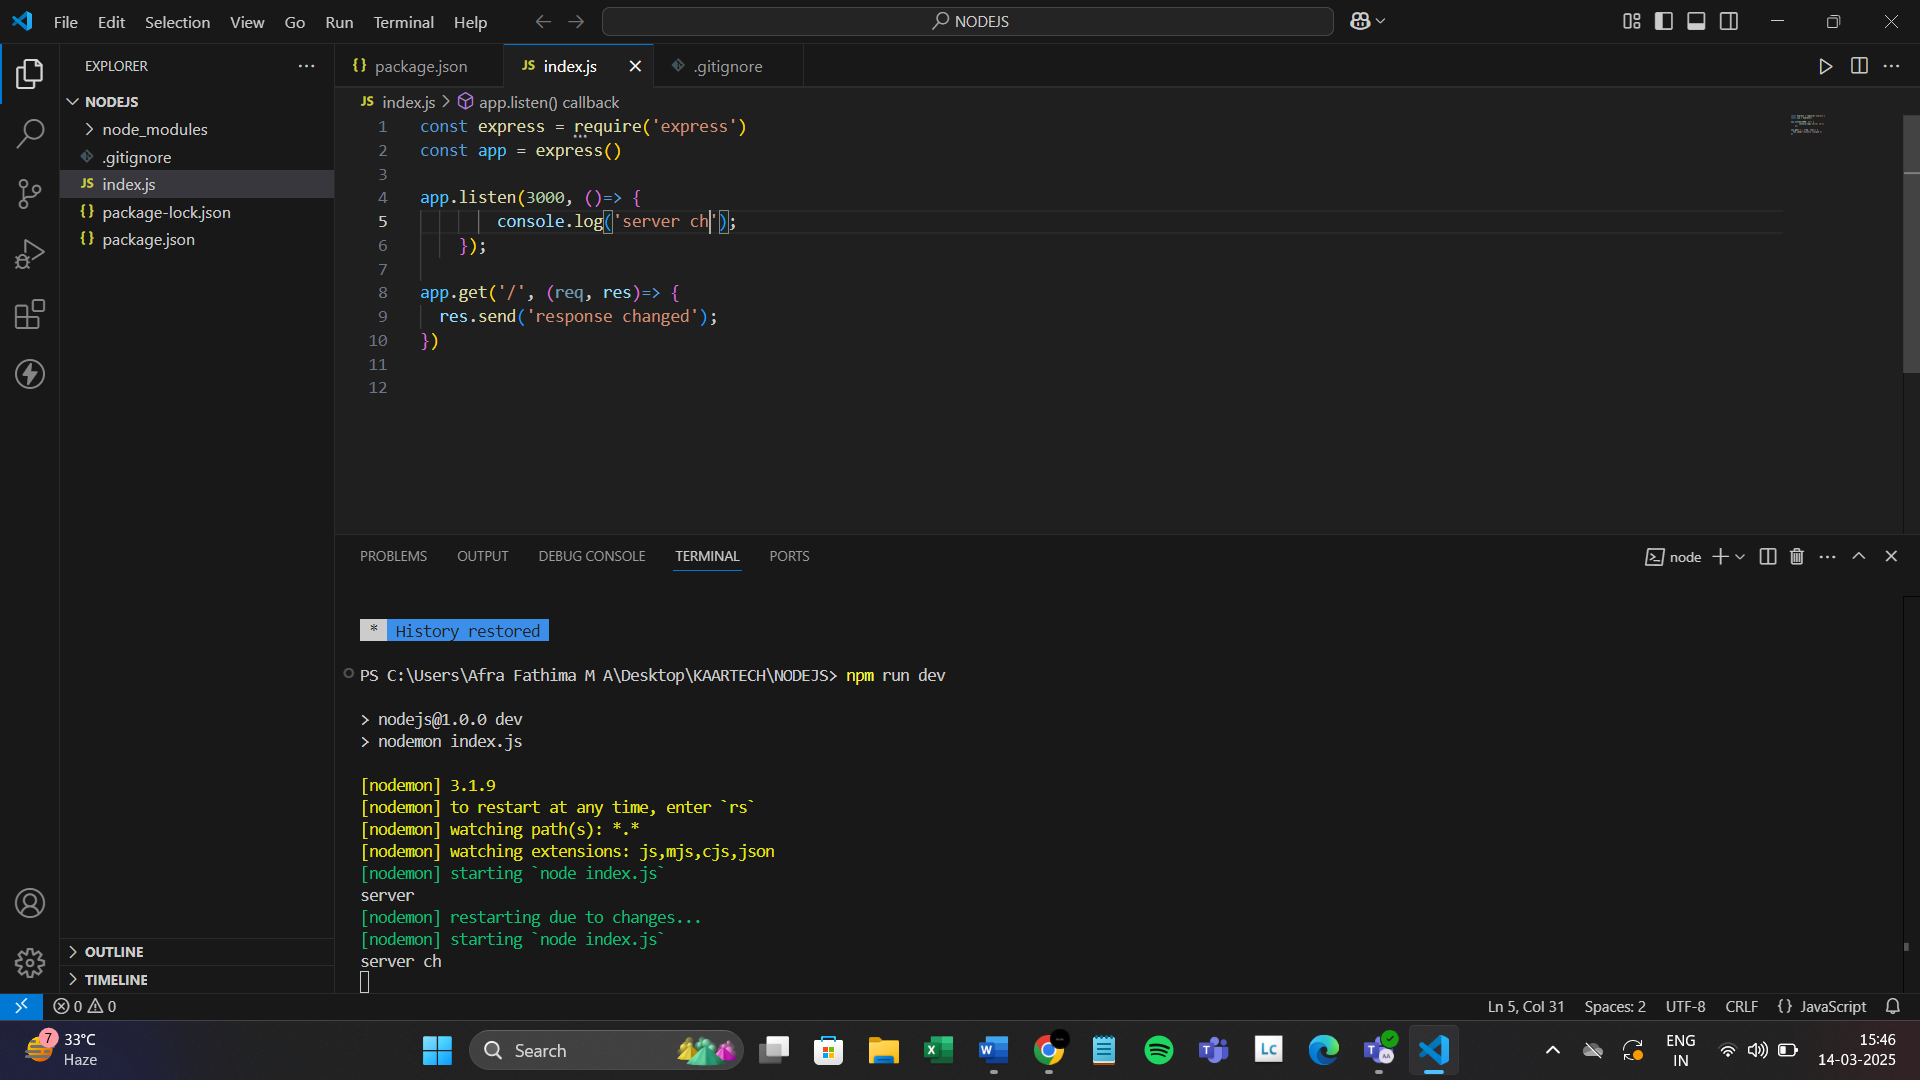 File Edit Selection View Go Run Terminal Help
NODEJS
EXPLORER
NODEJS
node_modules
.gitignore
JS index.js
{} package-lock.json
{} package.json
OUTLINE
TIMELINE
{} package.json
JS index.js
.gitignore
JS index.js > app.listen() callback
1 const express = require('express')
2 const app = express()
3
4 app.listen(3000, ()=> {
5 console.log('server ch');
6 });
7
8 app.get('/', (req, res)=> {
9 res.send('response changed');
10 })
11
12
PROBLEMS OUTPUT DEBUG CONSOLE TERMINAL PORTS
node
* History restored
PS C:\Users\Afra Fathima M A\Desktop\KAARTECH\NODEJS> npm run dev
> nodejs@1.0.0 dev
> nodemon index.js
[nodemon] 3.1.9
[nodemon] to restart at any time, enter `rs`
[nodemon] watching path(s): *.*
[nodemon] watching extensions: js,mjs,cjs,json
[nodemon] starting `node index.js`
server
[nodemon] restarting due to changes...
[nodemon] starting `node index.js`
server ch
0 0
Ln 5, Col 31 Spaces: 2 UTF-8 CRLF {} JavaScript
7
33°C
Haze
Search
LC
ENG
IN
15:46
14-03-2025